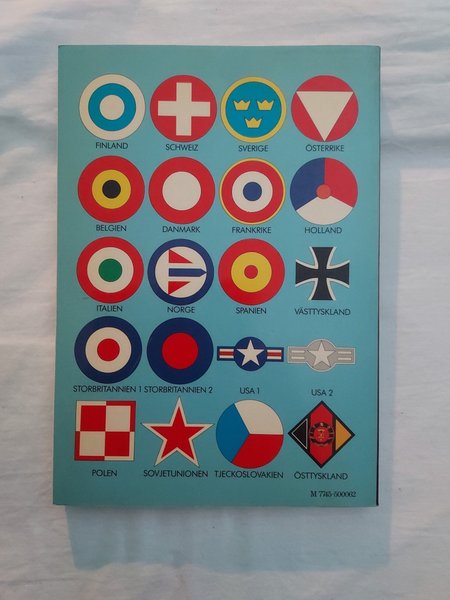 FINLAND SCHWEIZ SVERIGE ÖSTERRIKE
BELGIEN DANMARK FRANKRIKE HOLLAND
ITALIEN NORGE SPANIEN VÄSTTYSKLAND
STORBRITANNIEN 1 STORBRITANNIEN 2 USA 1 USA 2
POLEN SOVJETUNIONEN TJECKOSLOVAKIEN ÖSTTYSKLAND
M 7745-500062